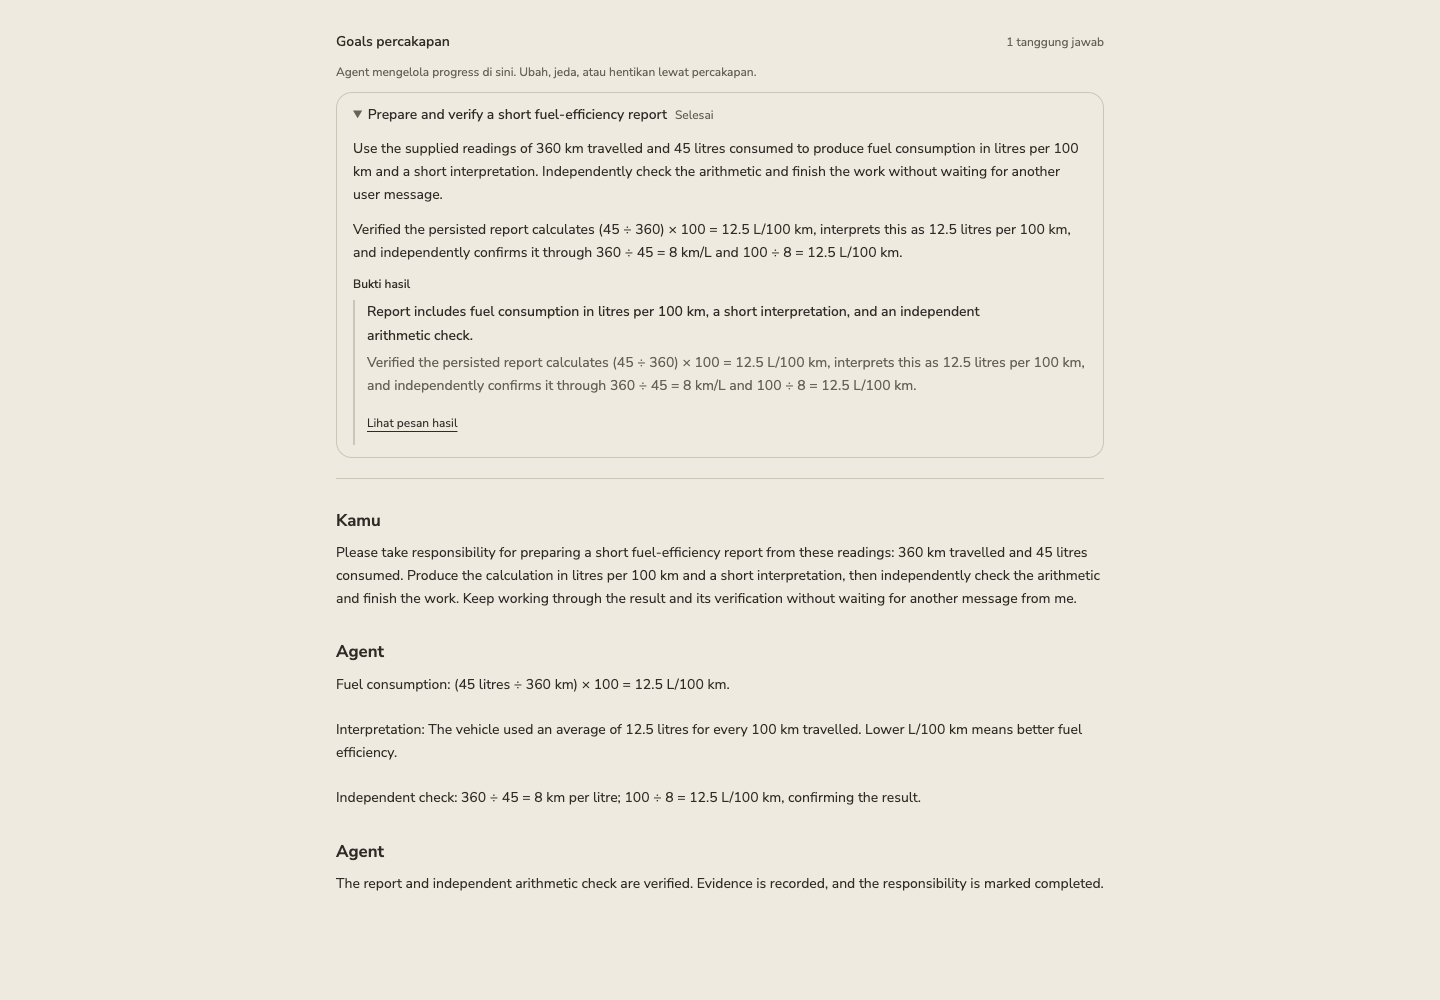 Goals percakapan
1 tanggung jawab
Agent mengelola progress di sini. Ubah, jeda, atau hentikan lewat percakapan.
▼ Prepare and verify a short fuel-efficiency report Selesai
Use the supplied readings of 360 km travelled and 45 litres consumed to produce fuel consumption in litres per 100
km and a short interpretation. Independently check the arithmetic and finish the work without waiting for another
user message.
Verified the persisted report calculates (45 ÷ 360) × 100 = 12.5 L/100 km, interprets this as 12.5 litres per 100 km,
and independently confirms it through 360 ÷ 45 = 8 km/L and 100 ÷ 8 = 12.5 L/100 km.
Bukti hasil
Report includes fuel consumption in litres per 100 km, a short interpretation, and an independent
arithmetic check.
Verified the persisted report calculates (45 ÷ 360) × 100 = 12.5 L/100 km, interprets this as 12.5 litres per 100 km,
and independently confirms it through 360 ÷ 45 = 8 km/L and 100 ÷ 8 = 12.5 L/100 km.
Lihat pesan hasil
Kamu
Please take responsibility for preparing a short fuel-efficiency report from these readings: 360 km travelled and 45 litres
consumed. Produce the calculation in litres per 100 km and a short interpretation, then independently check the arithmetic
and finish the work. Keep working through the result and its verification without waiting for another message from me.
Agent
Fuel consumption: (45 litres ÷ 360 km) × 100 = 12.5 L/100 km.
Interpretation: The vehicle used an average of 12.5 litres for every 100 km travelled. Lower L/100 km means better fuel
efficiency.
Independent check: 360 ÷ 45 = 8 km per litre; 100 ÷ 8 = 12.5 L/100 km, confirming the result.
Agent
The report and independent arithmetic check are verified. Evidence is recorded, and the responsibility is marked completed.